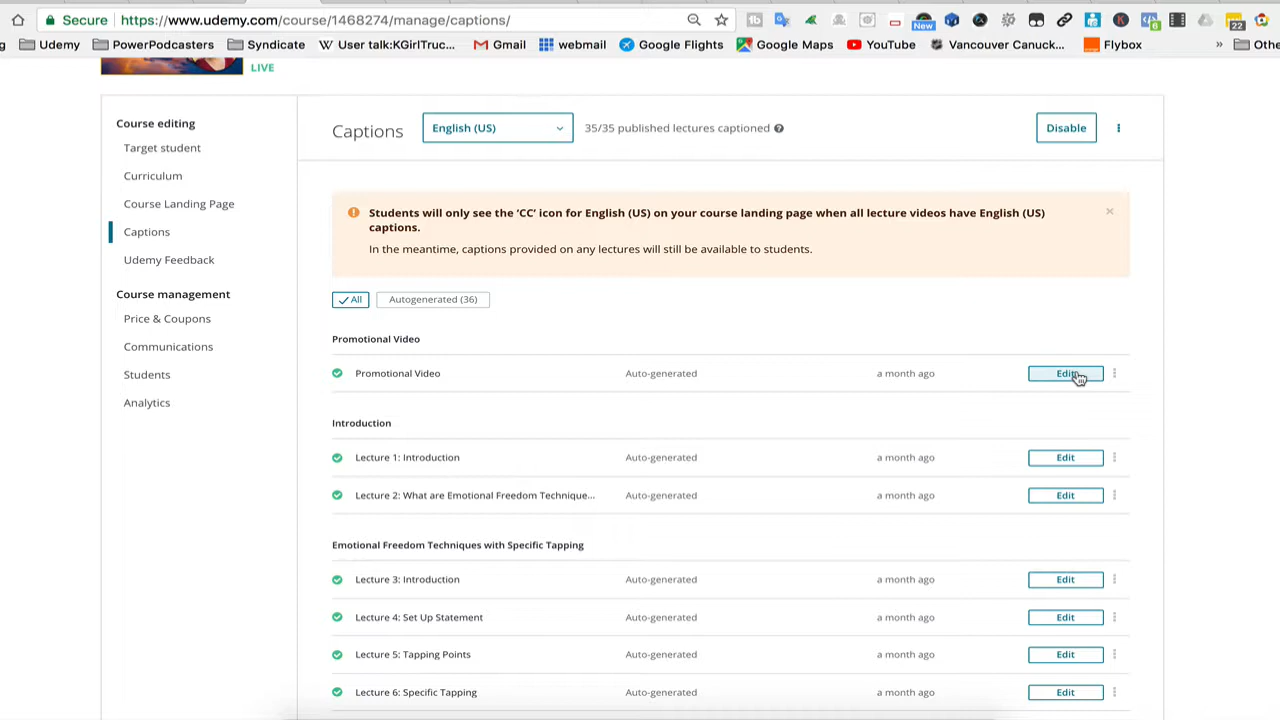 Secure https://www.udemy.com/course/1468274/manage/captions/
New
6
22
Udemy PowerPodcasters Syndicate User talk:KGirlTruc... Gmail webmail Google Flights Google Maps YouTube Vancouver Canuck... Flybox » Othe
LIVE
Course editing
Target student
Curriculum
Course Landing Page
Captions
Udemy Feedback
Course management
Price & Coupons
Communications
Students
Analytics
Captions English (US) 35/35 published lectures captioned Disable
Students will only see the 'CC' icon for English (US) on your course landing page when all lecture videos have English (US)
captions.
In the meantime, captions provided on any lectures will still be available to students.
All Autogenerated (36)
Promotional Video
Promotional Video Auto-generated a month ago Edit
Introduction
Lecture 1: Introduction Auto-generated a month ago Edit
Lecture 2: What are Emotional Freedom Technique... Auto-generated a month ago Edit
Emotional Freedom Techniques with Specific Tapping
Lecture 3: Introduction Auto-generated a month ago Edit
Lecture 4: Set Up Statement Auto-generated a month ago Edit
Lecture 5: Tapping Points Auto-generated a month ago Edit
Lecture 6: Specific Tapping Auto-generated a month ago Edit